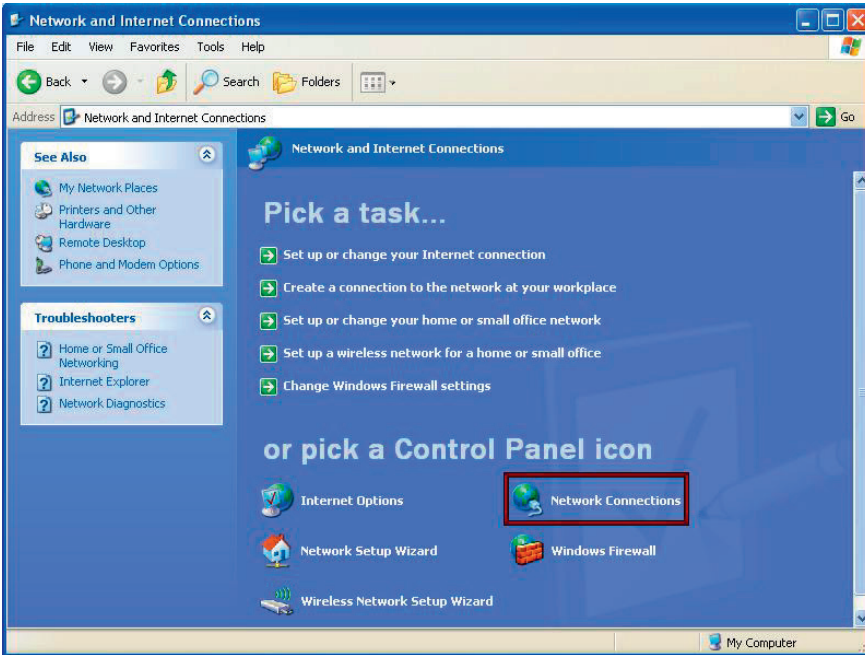 Network and Internet Connections
File Edit View Favorites Tools Help
Back Search Folders
Address Network and Internet Connections Go
See Also
My Network Places
Printers and Other
Hardware
Remote Desktop
Phone and Modem Options
Troubleshooters
Home or Small Office
Networking
Internet Explorer
Network Diagnostics
Network and Internet Connections
Pick a task...
Set up or change your Internet connection
Create a connection to the network at your workplace
Set up or change your home or small office network
Set up a wireless network for a home or small office
Change Windows Firewall settings
or pick a Control Panel icon
Internet Options Network Connections
Network Setup Wizard Windows Firewall
Wireless Network Setup Wizard
My Computer